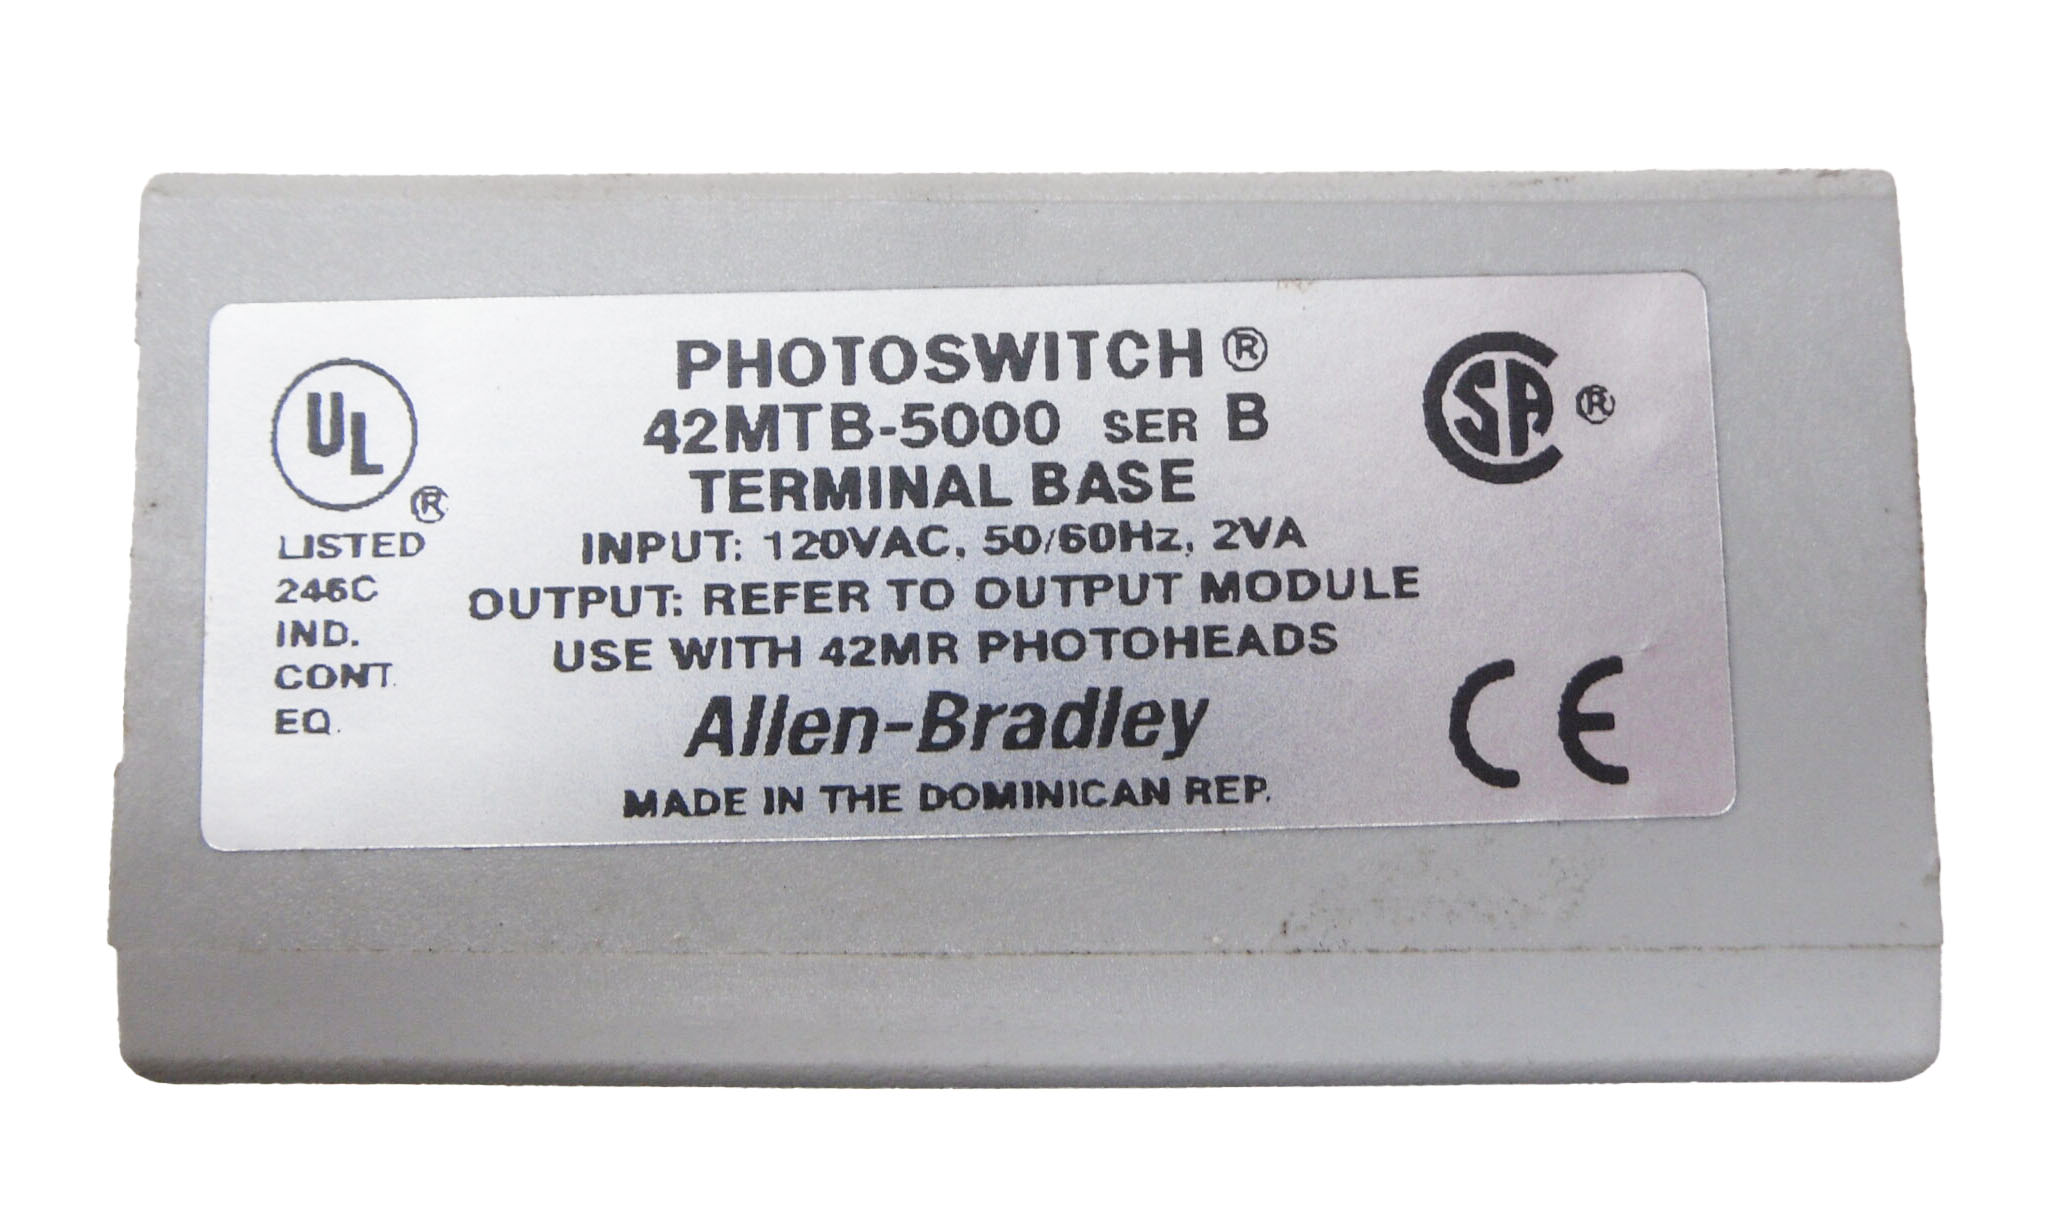 PHOTOSWITCH ®
42MTB-5000 SER B
TERMINAL BASE
INPUT: 120VAC, 50/60Hz, 2VA
OUTPUT: REFER TO OUTPUT MODULE
USE WITH 42MR PHOTOHEADS
Allen-Bradley
MADE IN THE DOMINICAN REP.
UL ®
LISTED
246C
IND.
CONT.
EQ.
CSA ®
CE